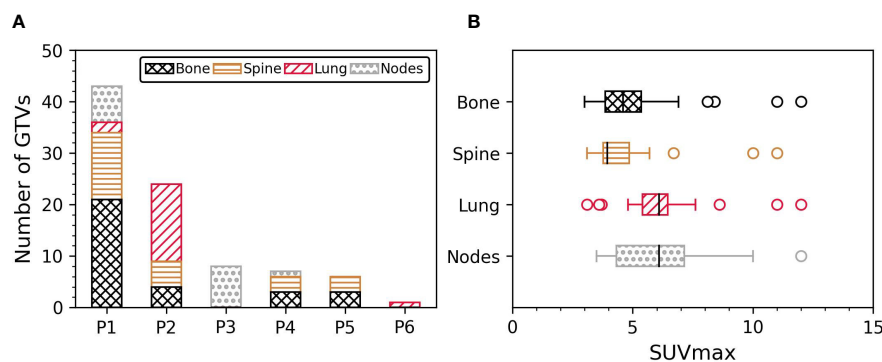 A
Number of GTVs
50
40
30
20
10
0
Bone Spine Lung Nodes
P1 P2 P3 P4 P5 P6
B
Bone
Spine
Lung
Nodes
0 5 10 15
SUVmax